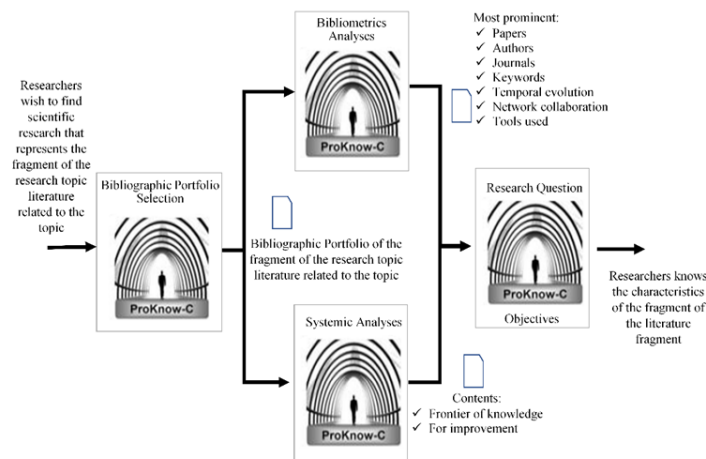 Researchers
wish to find
scientific
research that
represents the
fragment of the
research topic
literature
related to the
topic
Bibliographic Portfolio
Selection
ProKnow-C
Bibliometrics
Analyses
ProKnow-C
Bibliographic Portfolio of the
fragment of the research topic
literature related to the topic
Systemic Analyses
ProKnow-C
Most prominent:
✓ Papers
✓ Authors
✓ Journals
✓ Keywords
✓ Temporal evolution
✓ Network collaboration
✓ Tools used
Contents:
✓ Frontier of knowledge
✓ For improvement
Research Question
ProKnow-C
Objectives
Researchers knows
the characteristics
of the fragment of
the literature
fragment